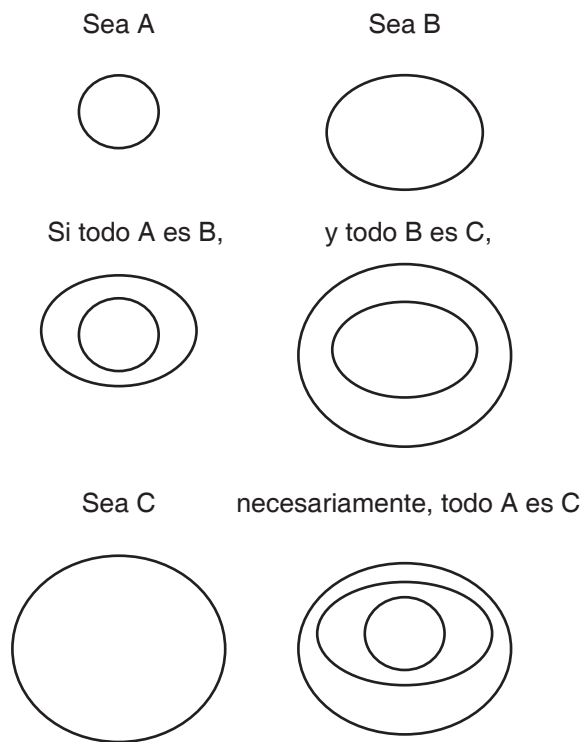 Sea A
Sea B
Si todo A es B,
y todo B es C,
Sea C
necesariamente, todo A es C